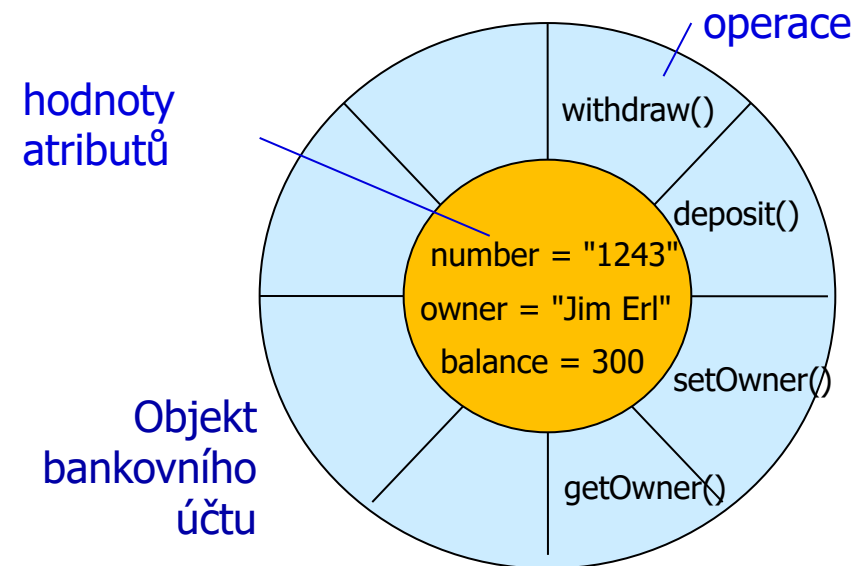 operace
hodnoty
atributů
withdraw()
deposit()
number = "1243"
owner = "Jim Erl"
balance = 300
setOwner()
getOwner()
Objekt
bankovního
účtu